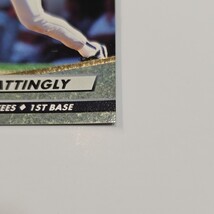 ATTINGLY
EES ♦ 1ST BASE